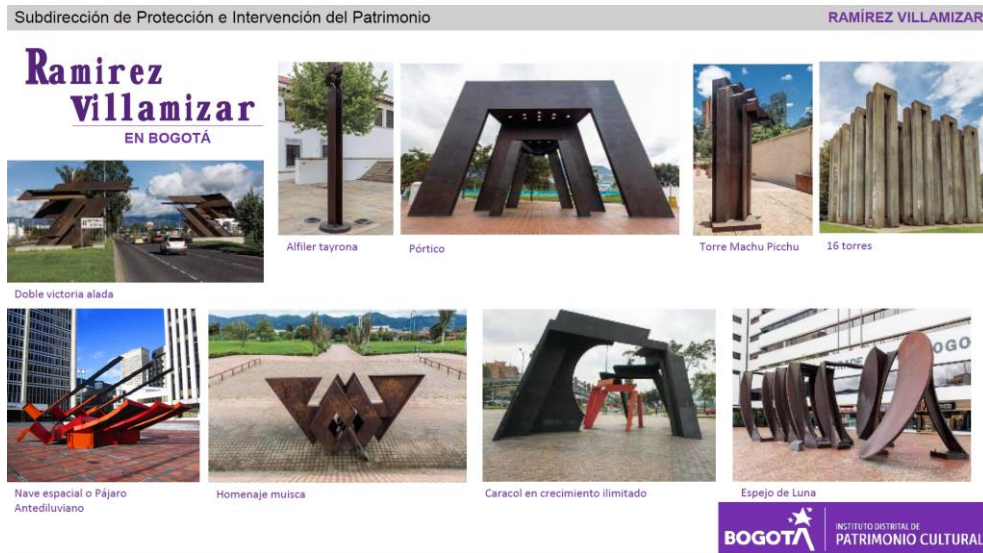 Subdirección de Protección e Intervención del Patrimonio
RAMÍREZ VILLAMIZAR
Ramirez
Villamizar
EN BOGOTÁ
Doble victoria alada
Alfiler tayrona
Pórtico
Torre Machu Picchu
16 torres
Nave espacial o Pájaro
Antediluviano
Homenaje muisca
Caracol en crecimiento ilimitado
Espejo de Luna
BOGOTÁ
INSTITUTO DISTRITAL DE
PATRIMONIO CULTURAL